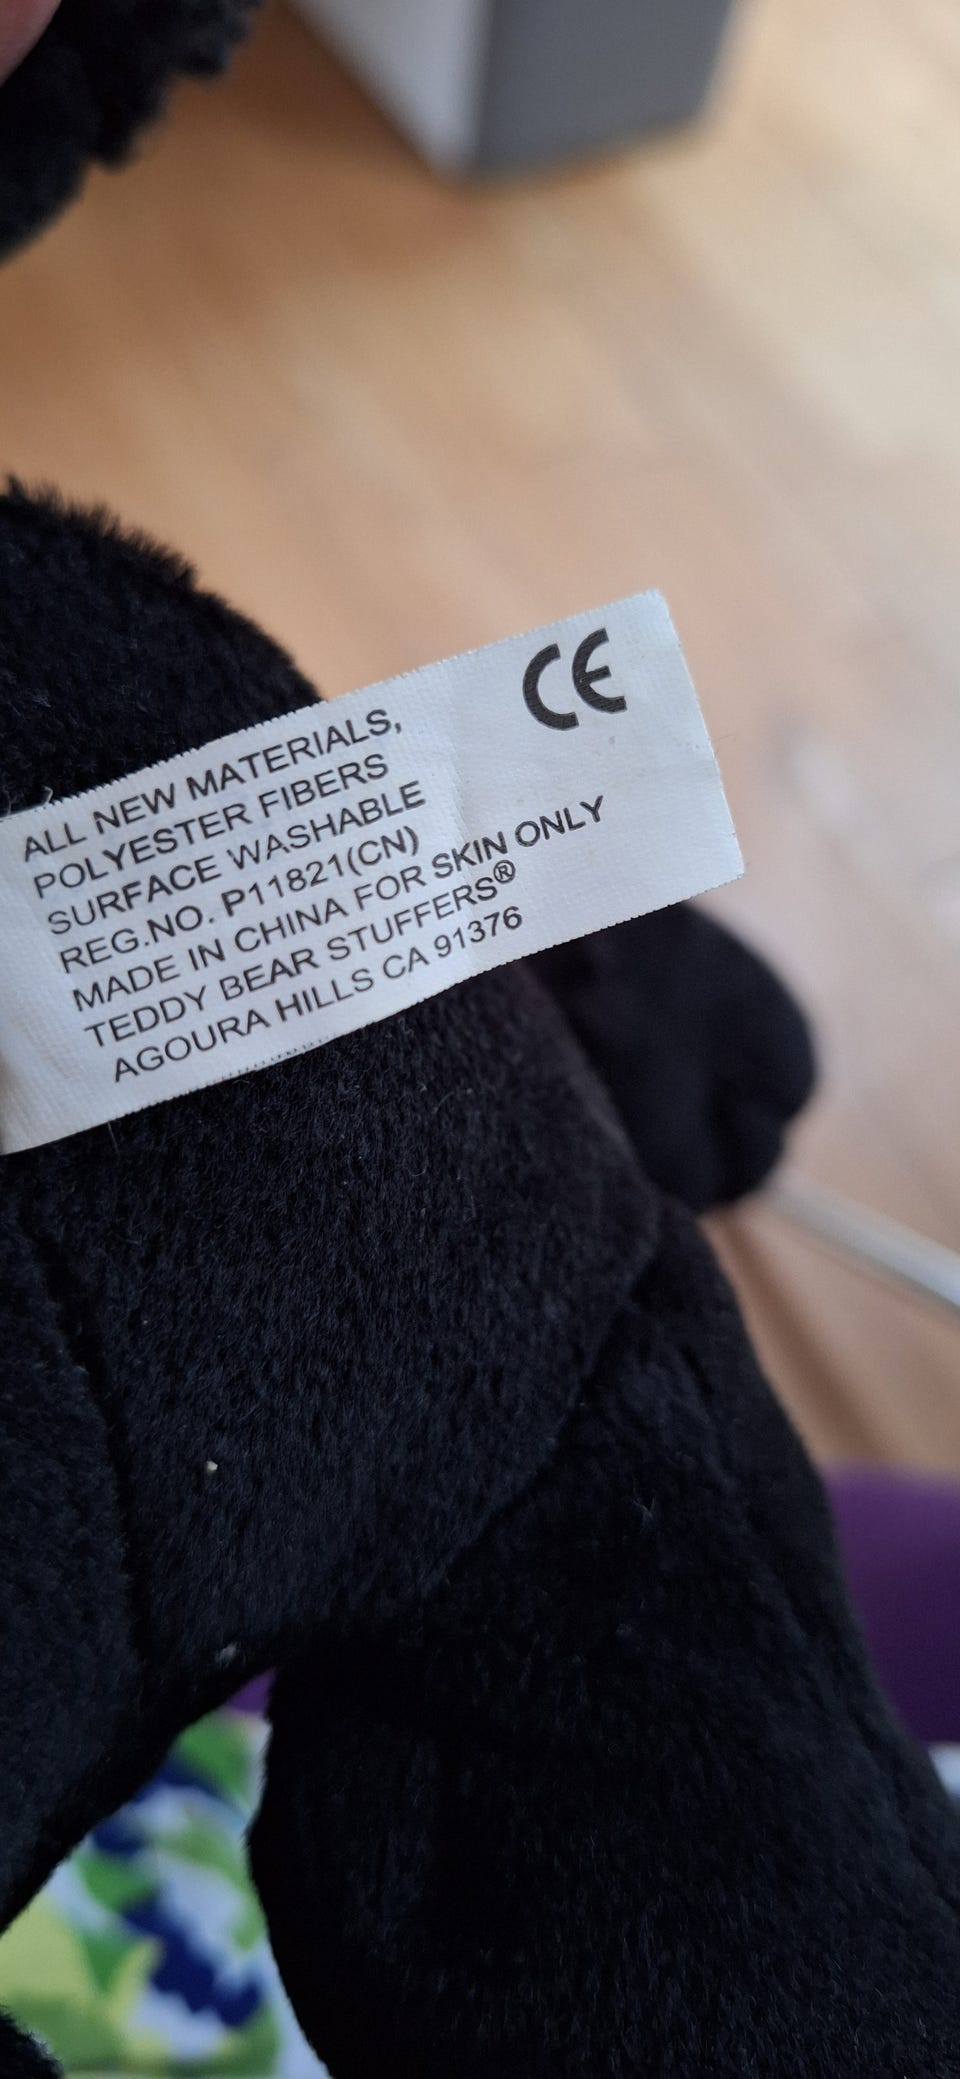 CE
ALL NEW MATERIALS,
POLYESTER FIBERS
SURFACE WASHABLE
REG.NO. P11821(CN)
MADE IN CHINA FOR SKIN ONLY
TEDDY BEAR STUFFERS®
AGOURA HILLS CA 91376